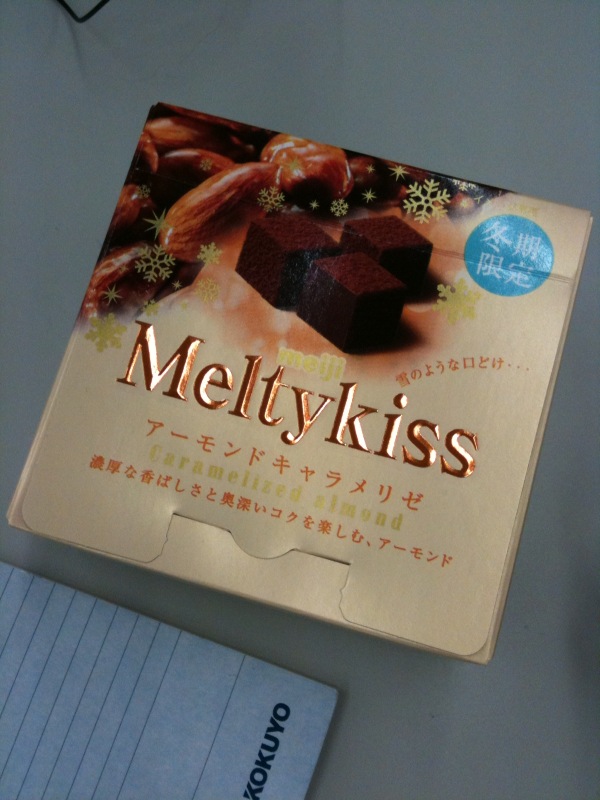 冬期
限定
meiji
雪のような口どけ・・・
Meltykiss
アーモンドキャラメリゼ
Caramelized almond
濃厚な香ばしさと奥深いコクを楽しむ、アーモンド
KOKUYO